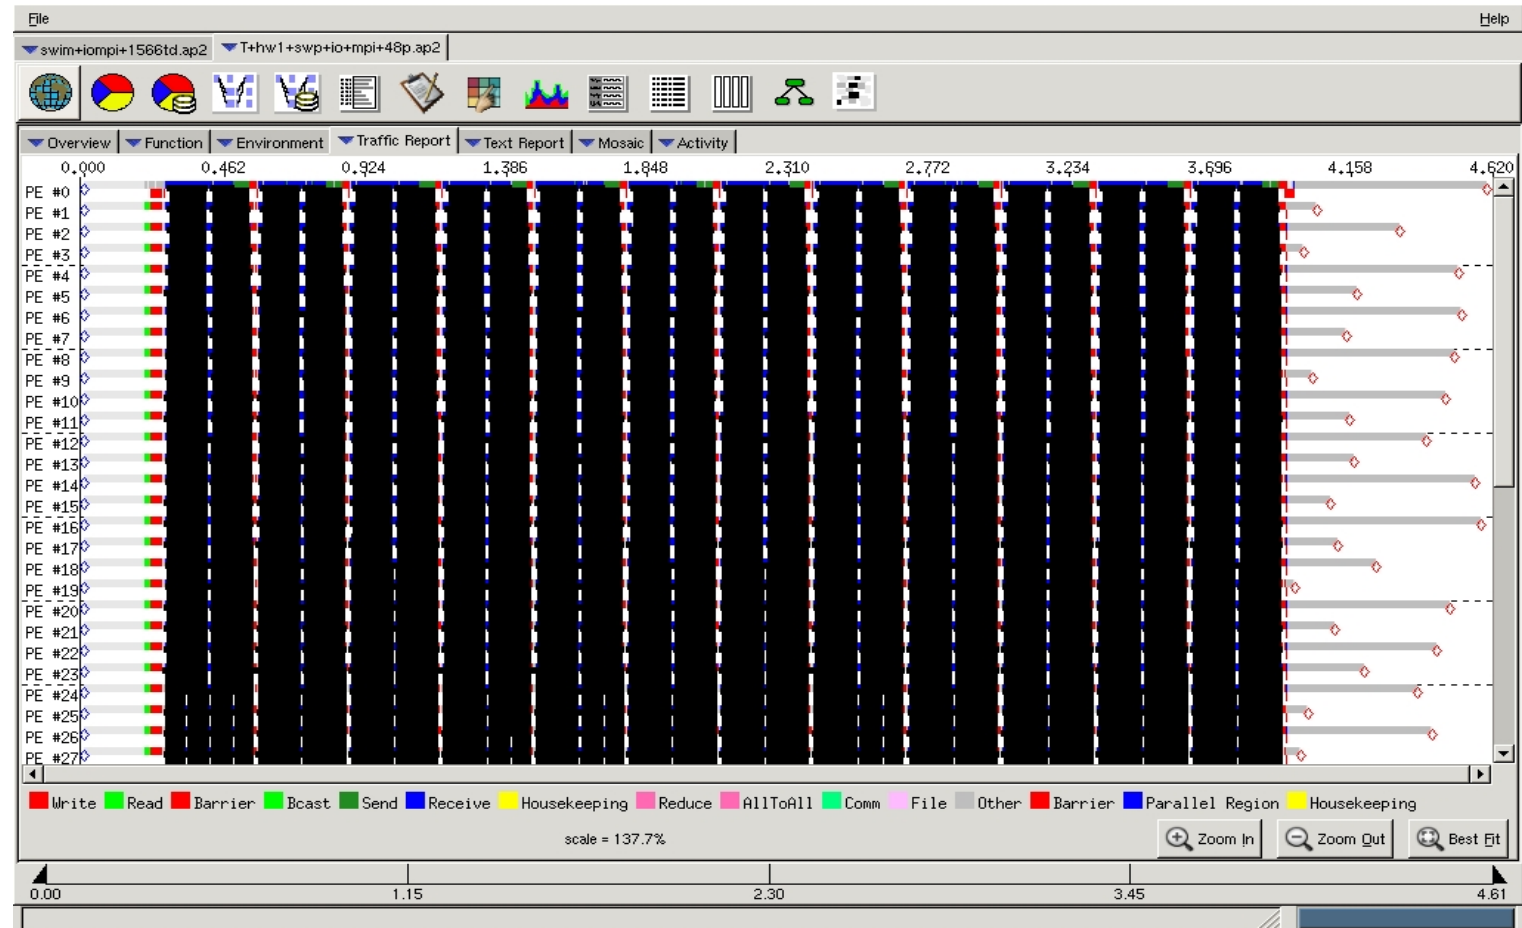 File Help
swim+iompi+1566td.ap2 T+hw1+swp+io+mpi+48p.ap2
Overview Function Environment Traffic Report Text Report Mosaic Activity
0.000 0.462 0.924 1.386 1.848 2.310 2.772 3.234 3.696 4.158 4.620
PE #0
PE #1
PE #2
PE #3
PE #4
PE #5
PE #6
PE #7
PE #8
PE #9
PE #10
PE #11
PE #12
PE #13
PE #14
PE #15
PE #16
PE #17
PE #18
PE #19
PE #20
PE #21
PE #22
PE #23
PE #24
PE #25
PE #26
PE #27
Write Read Barrier Bcast Send Receive Housekeeping Reduce AllToAll Comm File Other Barrier Parallel Region Housekeeping
scale = 137.7% Zoom In Zoom Out Best Fit
0.00 1.15 2.30 3.45 4.61